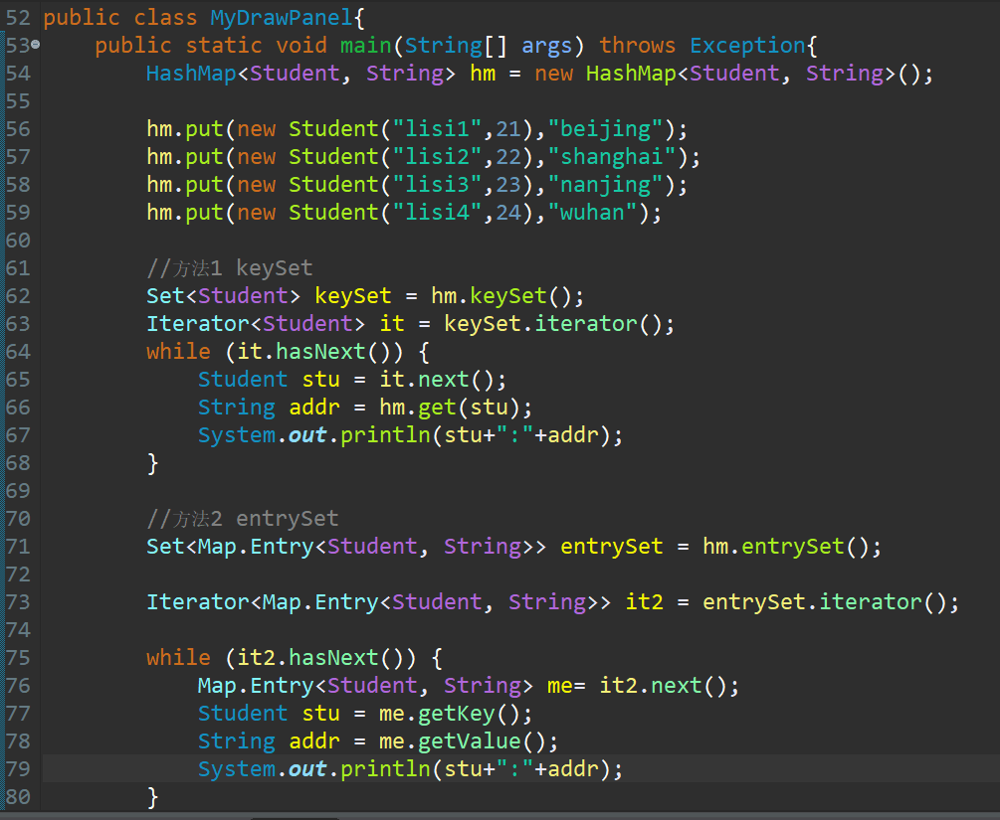 52 public class MyDrawPanel{
53 public static void main(String[] args) throws Exception{
54 HashMap<Student, String> hm = new HashMap<Student, String>();
55
56 hm.put(new Student("lisi1",21),"beijing");
57 hm.put(new Student("lisi2",22),"shanghai");
58 hm.put(new Student("lisi3",23),"nanjing");
59 hm.put(new Student("lisi4",24),"wuhan");
60
61 //方法1 keySet
62 Set<Student> keySet = hm.keySet();
63 Iterator<Student> it = keySet.iterator();
64 while (it.hasNext()) {
65 Student stu = it.next();
66 String addr = hm.get(stu);
67 System.out.println(stu+":"+addr);
68 }
69
70 //方法2 entrySet
71 Set<Map.Entry<Student, String>> entrySet = hm.entrySet();
72
73 Iterator<Map.Entry<Student, String>> it2 = entrySet.iterator();
74
75 while (it2.hasNext()) {
76 Map.Entry<Student, String> me= it2.next();
77 Student stu = me.getKey();
78 String addr = me.getValue();
79 System.out.println(stu+":"+addr);
80 }